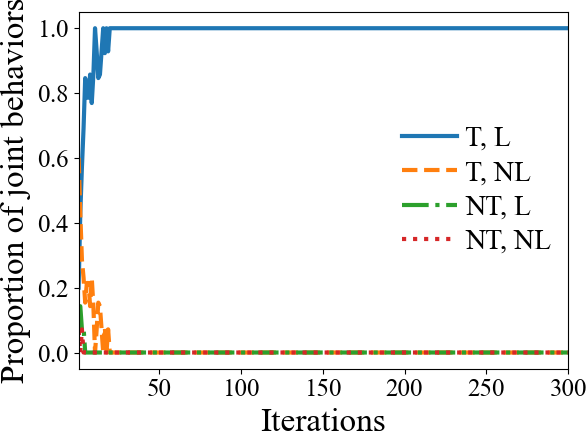 Proportion of joint behaviors
1.0
0.8
0.6
0.4
0.2
0.0
T, L
T, NL
NT, L
NT, NL
50 100 150 200 250 300
Iterations